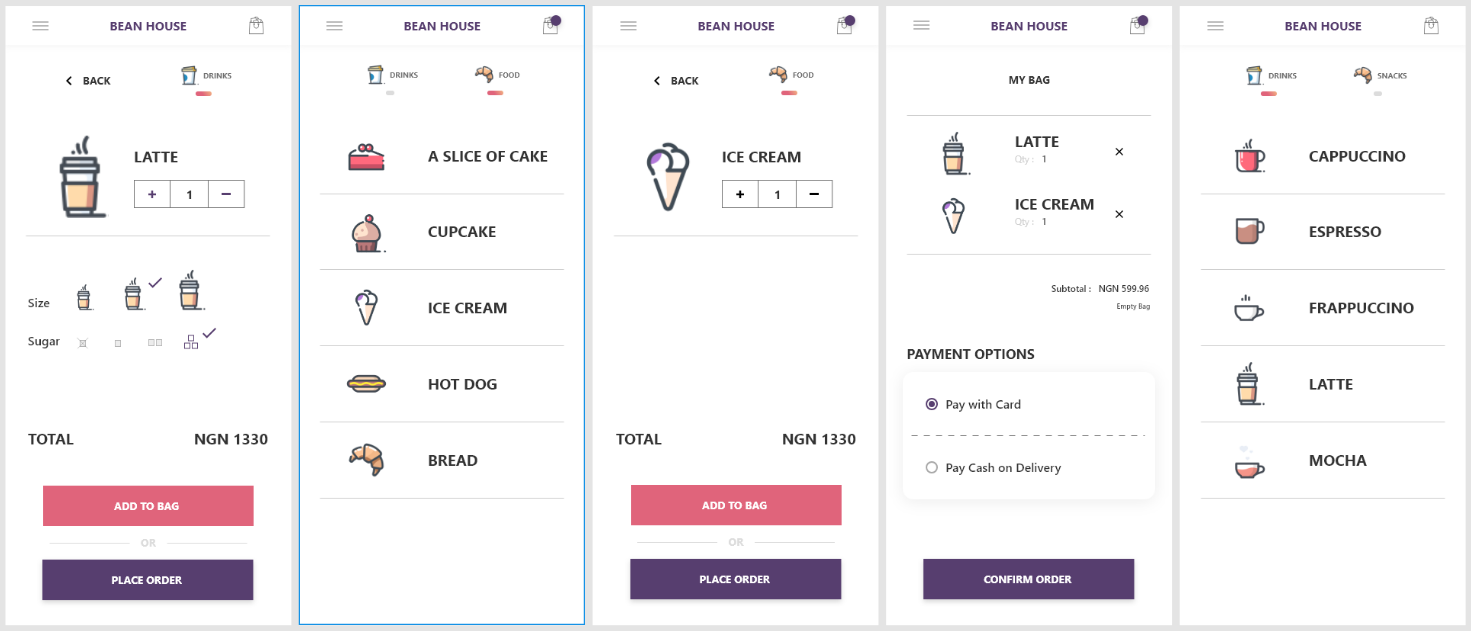 BEAN HOUSE
BACK
DRINKS
LATTE
+ 1 −
Size
Sugar
TOTAL NGN 1330
ADD TO BAG
OR
PLACE ORDER
BEAN HOUSE
DRINKS
FOOD
A SLICE OF CAKE
CUPCAKE
ICE CREAM
HOT DOG
BREAD
BEAN HOUSE
BACK
FOOD
ICE CREAM
+ 1 −
TOTAL NGN 1330
ADD TO BAG
OR
PLACE ORDER
BEAN HOUSE
MY BAG
LATTE
Qty : 1
ICE CREAM
Qty : 1
Subtotal : NGN 599.96
Empty Bag
PAYMENT OPTIONS
Pay with Card
Pay Cash on Delivery
CONFIRM ORDER
BEAN HOUSE
DRINKS
SNACKS
CAPPUCCINO
ESPRESSO
FRAPPUCCINO
LATTE
MOCHA